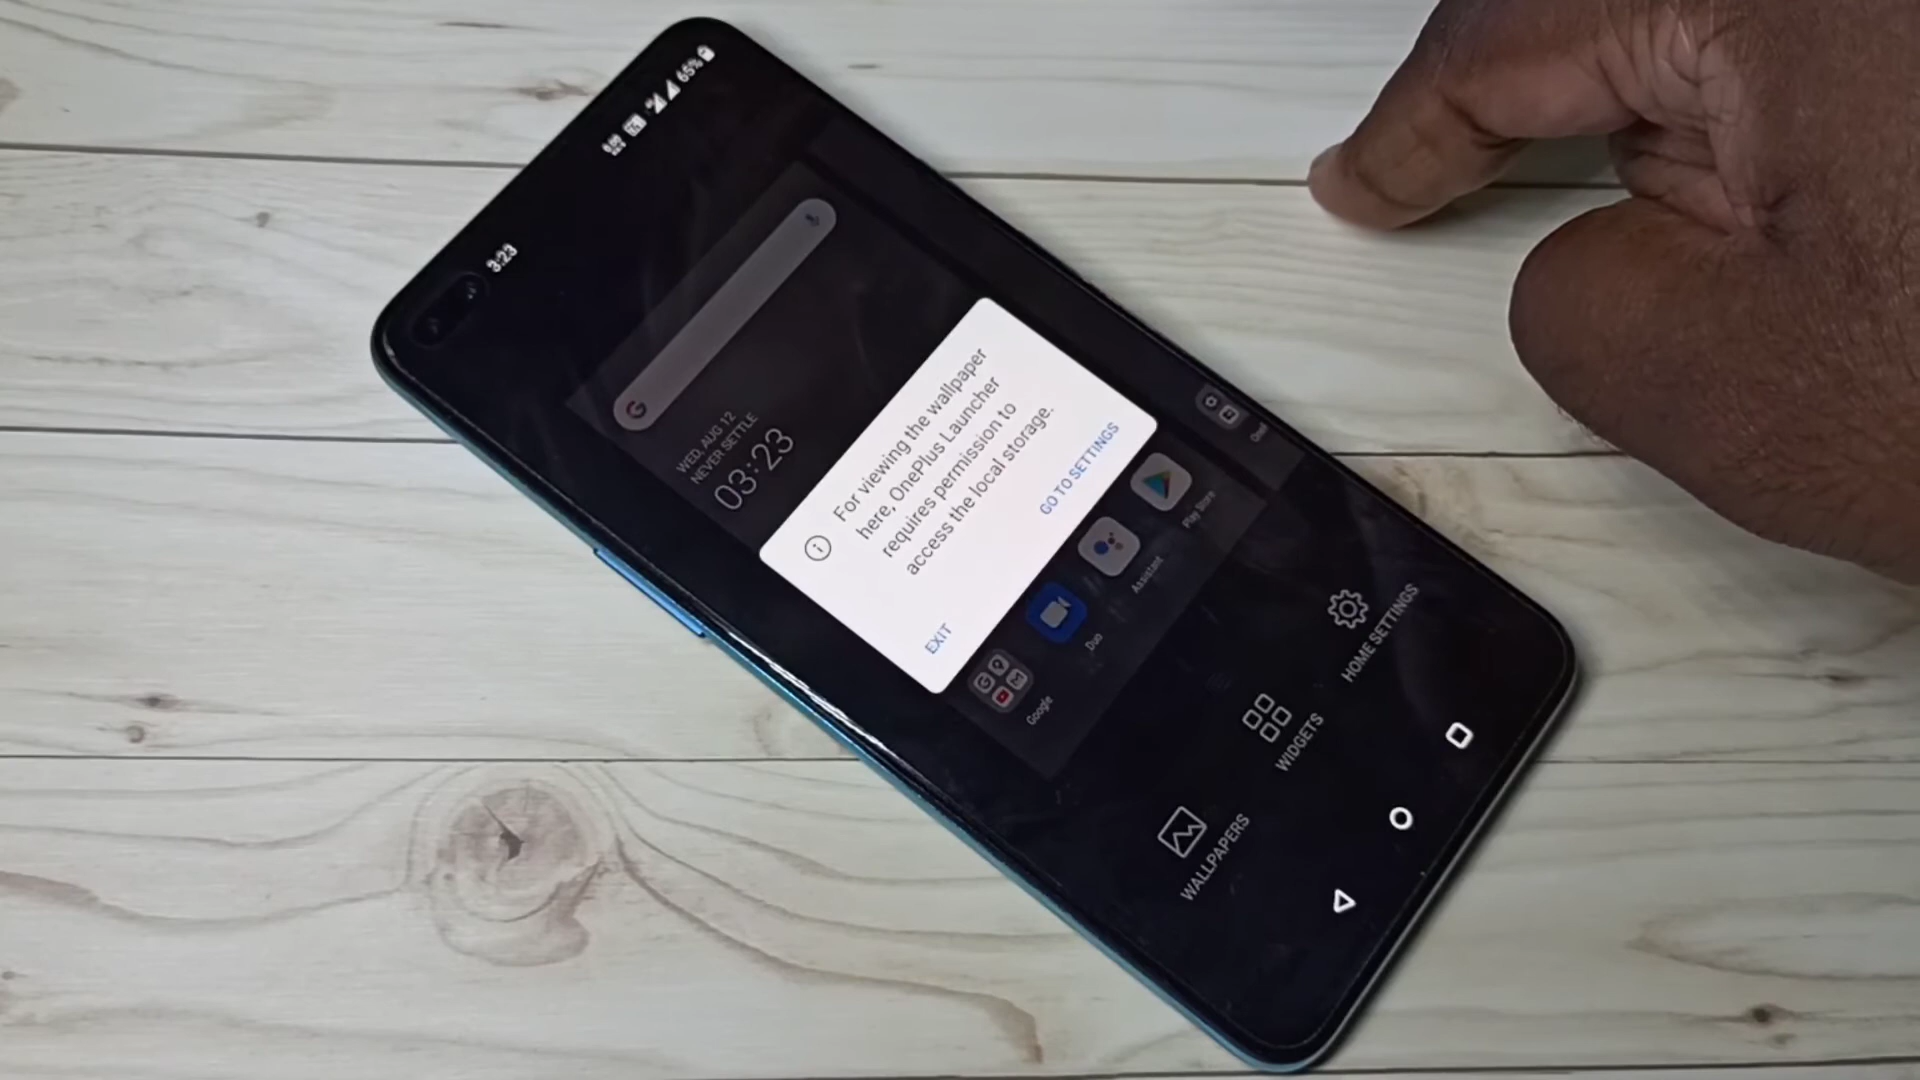 3:23
65%
WED, AUG 12
NEVER SETTLE
03:23
For viewing the wallpaper
here, OnePlus Launcher
requires permission to
access the local storage.
EXIT
GO TO SETTINGS
Google
Duo
Assistant
Play Store
WALLPAPERS
WIDGETS
HOME SETTINGS